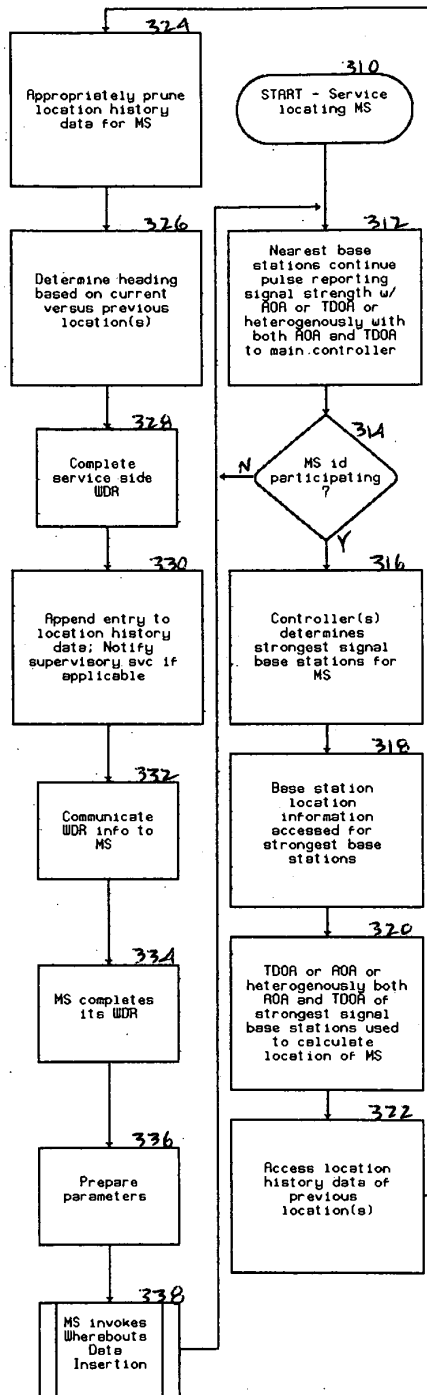 310
START - Service
locating MS
312
Nearest base
stations continue
pulse reporting
signal strength w/
AOA or TDOA or
heterogenously with
both AOA and TDOA
to main controller
314
MS id
participating
?
N
Y
316
Controller(s)
determines
strongest signal
base stations for
MS
318
Base station
location
information
accessed for
strongest base
stations
320
TDOA or AOA or
heterogenously both
AOA and TDOA of
strongest signal
base stations used
to calculate
location of MS
322
Access location
history data of
previous
location(s)
324
Appropriately prune
location history
data for MS
326
Determine heading
based on current
versus previous
location(s)
328
Complete
service side
WDR
330
Append entry to
location history
data; Notify
supervisory svc if
applicable
332
Communicate
WDR info to
MS
334
MS completes
its WDR
336
Prepare
parameters
338
MS invokes
Wherabouts
Data
Insertion